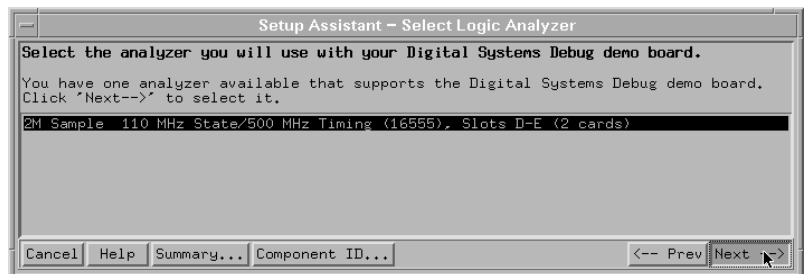 Setup Assistant – Select Logic Analyzer
Select the analyzer you will use with your Digital Systems Debug demo board.
You have one analyzer available that supports the Digital Systems Debug demo board.
Click "Next-->" to select it.
2M Sample  110 MHz State/500 MHz Timing (16555), Slots D-E (2 cards)
Cancel Help Summary... Component ID... <-- Prev Next -->